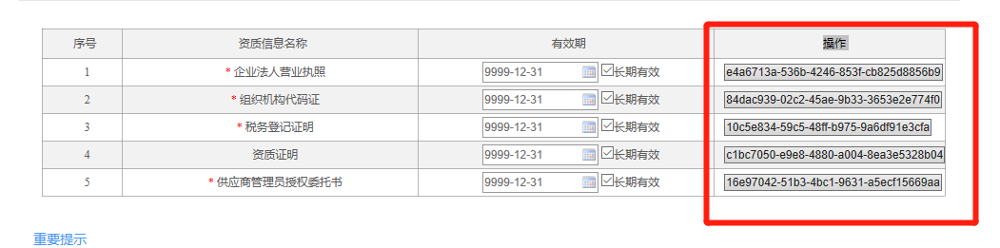 序号 资质信息名称 有效期 操作
1 * 企业法人营业执照 9999-12-31 长期有效 e4a6713a-536b-4246-853f-cb825d8856b9
2 * 组织机构代码证 9999-12-31 长期有效 84dac939-02c2-45ae-9b33-3653e2e774f0
3 * 税务登记证明 9999-12-31 长期有效 10c5e834-59c5-48ff-b975-9a6df91e3cfa
4 资质证明 9999-12-31 长期有效 c1bc7050-e9e8-4880-a004-8ea3e5328b04
5 * 供应商管理员授权委托书 9999-12-31 长期有效 16e97042-51b3-4bc1-9631-a5ecf15669aa
重要提示